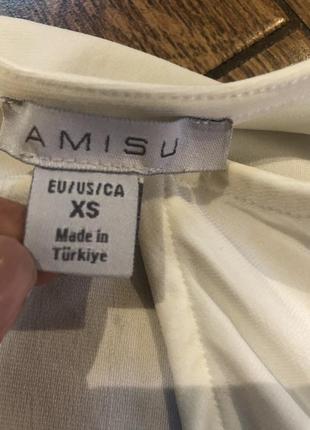 AMISU
EU/US/CA
XS
Made in
Türkiye